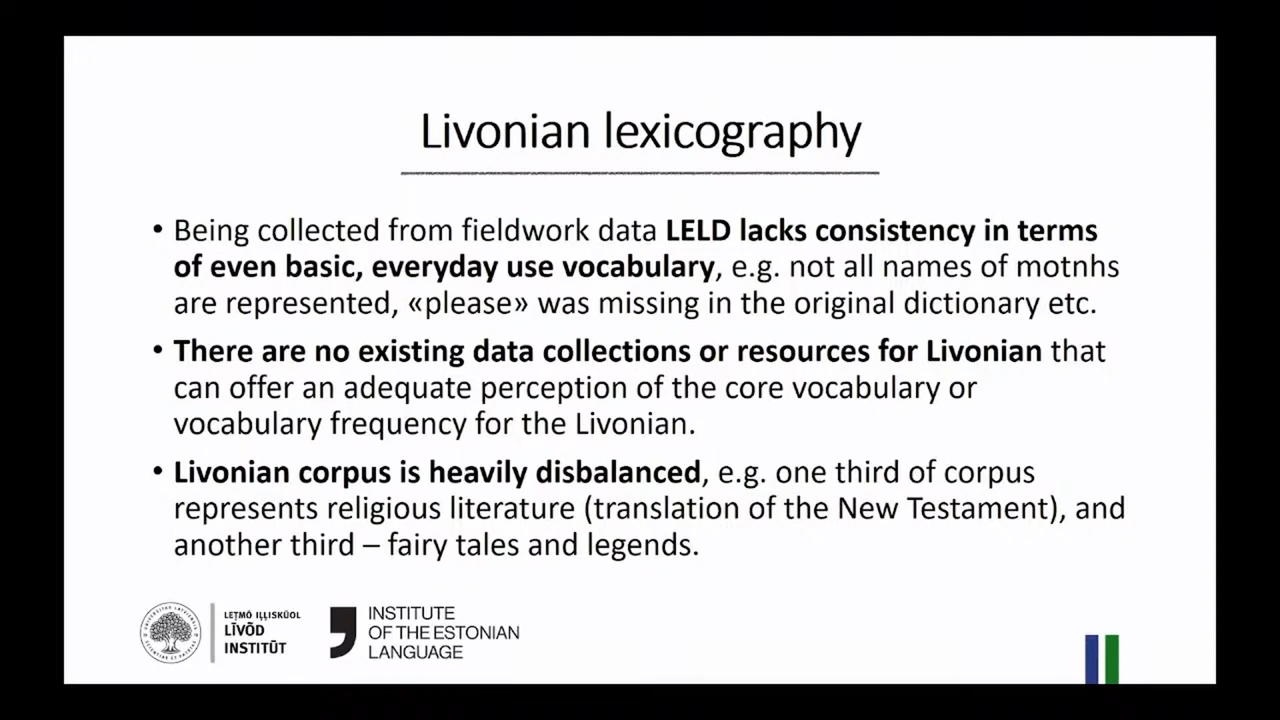 Livonian lexicography
• Being collected from fieldwork data LELD lacks consistency in terms
of even basic, everyday use vocabulary, e.g. not all names of motnhs
are represented, «please» was missing in the original dictionary etc.
• There are no existing data collections or resources for Livonian that
can offer an adequate perception of the core vocabulary or
vocabulary frequency for the Livonian.
• Livonian corpus is heavily disbalanced, e.g. one third of corpus
represents religious literature (translation of the New Testament), and
another third – fairy tales and legends.
LEŢMŌ IĻĻISKŪOL
LĪVÕD
INSTITŪT
INSTITUTE
OF THE ESTONIAN
LANGUAGE